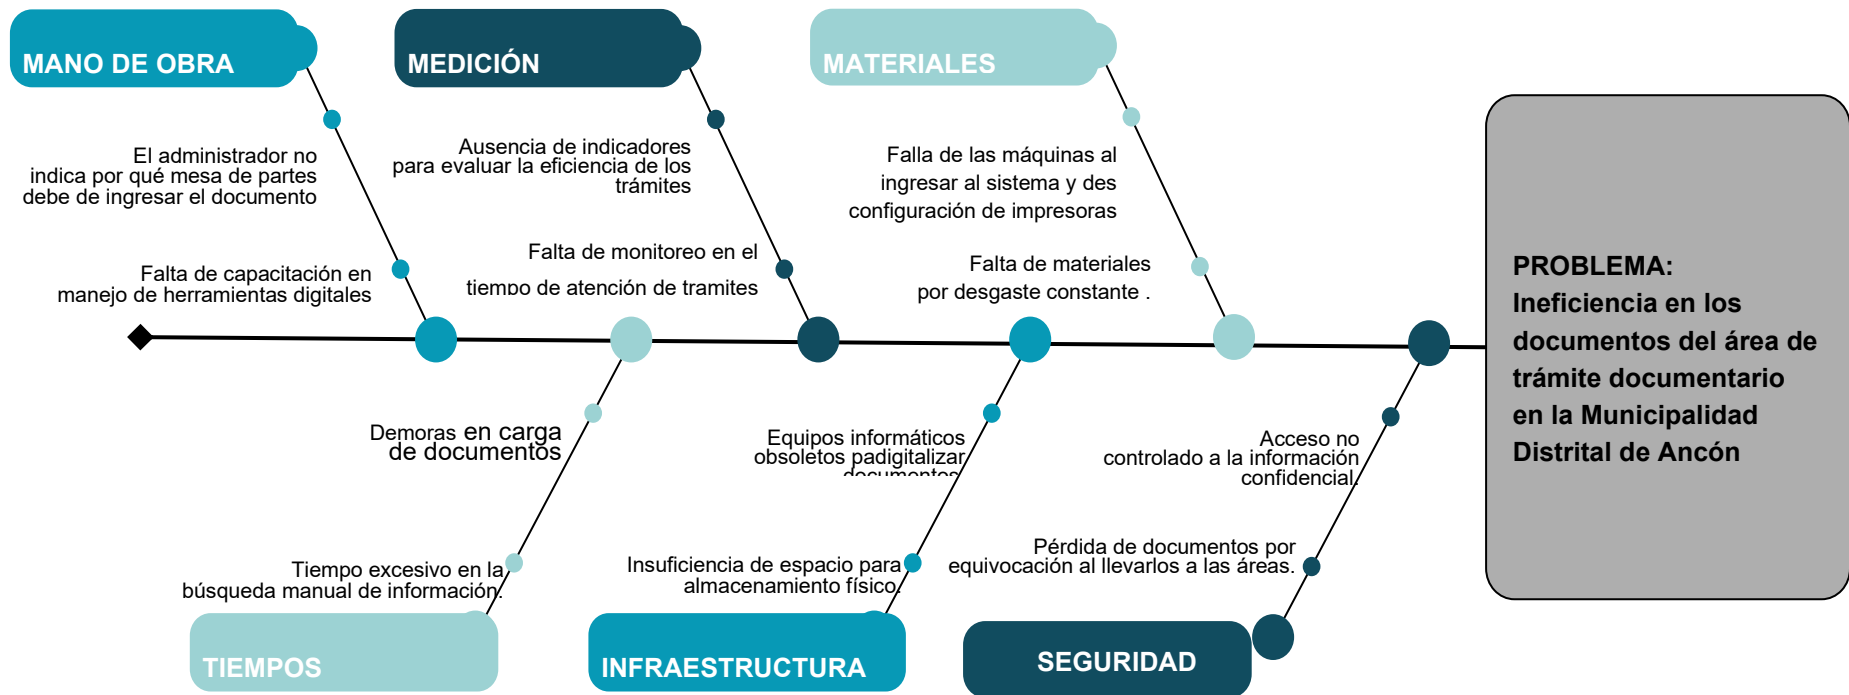 MANO DE OBRA
MEDICIÓN
MATERIALES
El administrador no
indica por qué mesa de partes
debe de ingresar el documento
Falta de capacitación en
manejo de herramientas digitales
Ausencia de indicadores
para evaluar la eficiencia de los
trámites
Falta de monitoreo en el
tiempo de atención de tramites
Falla de las máquinas al
ingresar al sistema y des
configuración de impresoras
Falta de materiales
por desgaste constante .
PROBLEMA:
Ineficiencia en los
documentos del área de
trámite documentario
en la Municipalidad
Distrital de Ancón
Demoras en carga
de documentos
Tiempo excesivo en la
búsqueda manual de información.
Equipos informáticos
obsoletos padigitalizar
documentos.
Insuficiencia de espacio para
almacenamiento físico.
Acceso no
controlado a la información
confidencial.
Pérdida de documentos por
equivocación al llevarlos a las áreas.
TIEMPOS
INFRAESTRUCTURA
SEGURIDAD